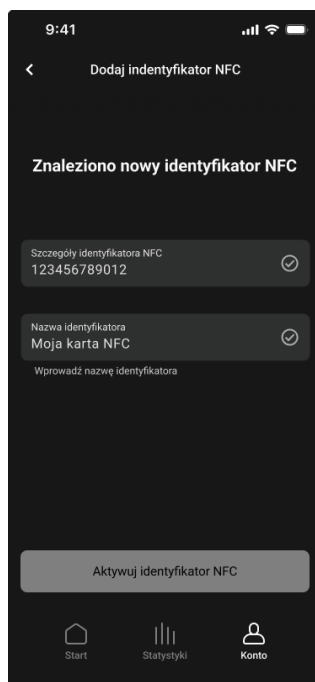 9:41
Dodaj indentyfikator NFC
Znaleziono nowy identyfikator NFC
Szczegóły identyfikatora NFC
123456789012
Nazwa identyfikatora
Moja karta NFC
Wprowadź nazwę identyfikatora
Aktywuj identyfikator NFC
Start Statystyki Konto